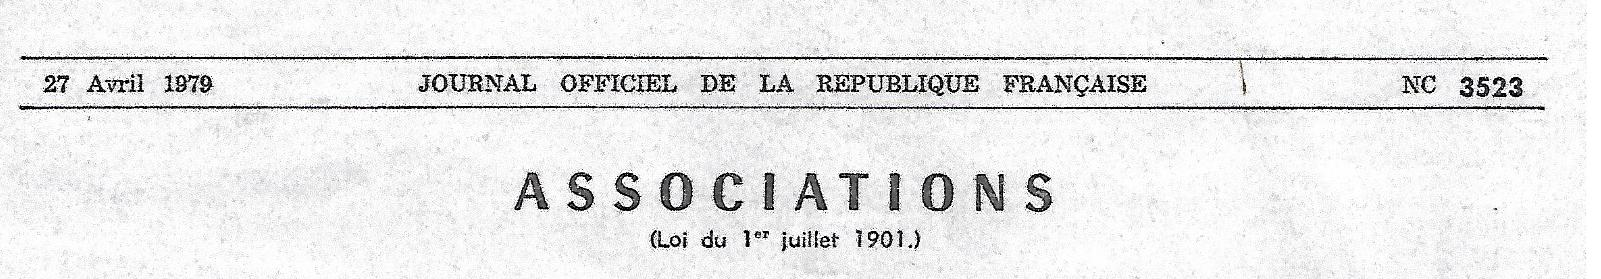 27 Avril 1979 JOURNAL OFFICIEL DE LA REPUBLIQUE FRANÇAISE NC 3523
ASSOCIATIONS
(Loi du 1er juillet 1901.)